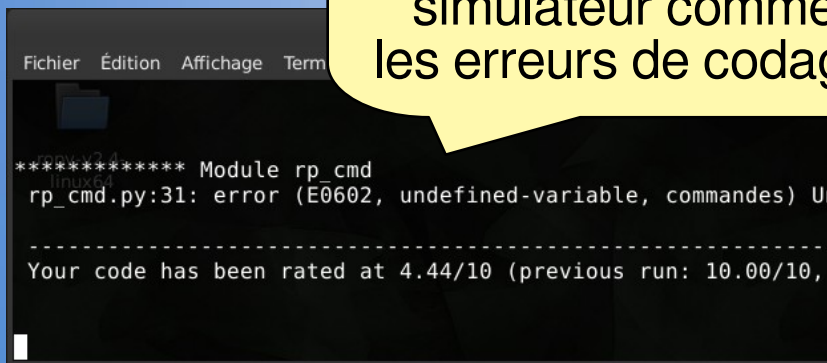 simulateur comme
les erreurs de codag
Fichier Édition Affichage Term
************* Module rp_cmd
linux64
rp_cmd.py:31: error (E0602, undefined-variable, commandes) U
--------------------------------------------------------------
Your code has been rated at 4.44/10 (previous run: 10.00/10,